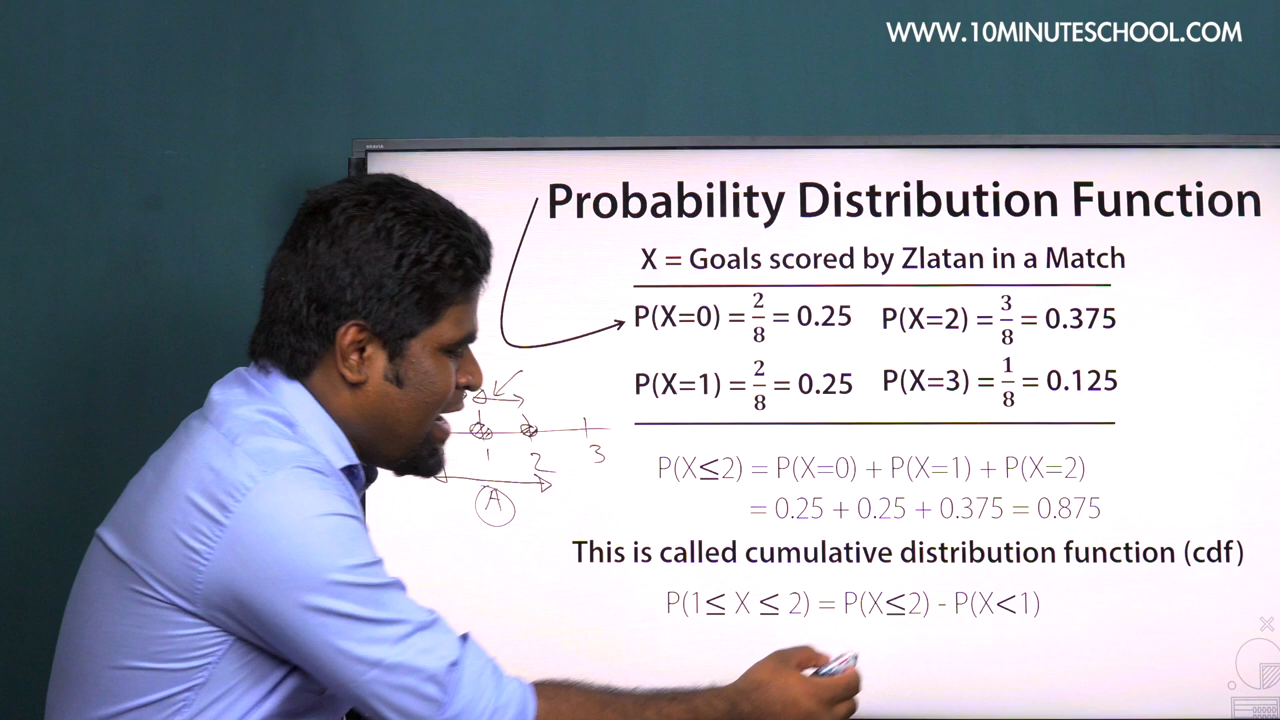 WWW.10MINUTESCHOOL.COM
BRAVIA
Probability Distribution Function
X = Goals scored by Zlatan in a Match
P(X=0) = 2/8 = 0.25 P(X=2) = 3/8 = 0.375
P(X=1) = 2/8 = 0.25 P(X=3) = 1/8 = 0.125
1 2 3
A
P(X≤2) = P(X=0) + P(X=1) + P(X=2)
= 0.25 + 0.25 + 0.375 = 0.875
This is called cumulative distribution function (cdf)
P(1≤ X ≤ 2) = P(X≤2) - P(X<1)